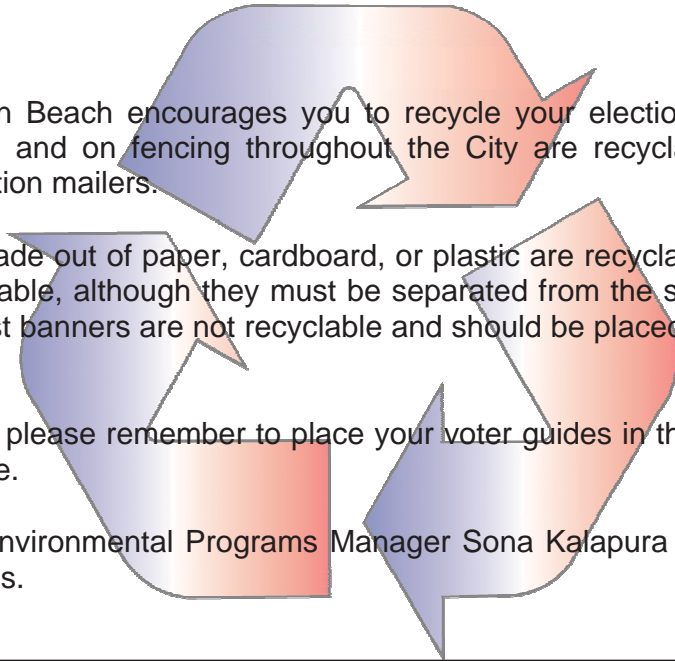 n Beach encourages you to recycle your election
and on fencing throughout the City are recycla
tion mailers.
ade out of paper, cardboard, or plastic are recycla
able, although they must be separated from the s
st banners are not recyclable and should be placed
please remember to place your voter guides in th
e.
nvironmental Programs Manager Sona Kalapura
s.